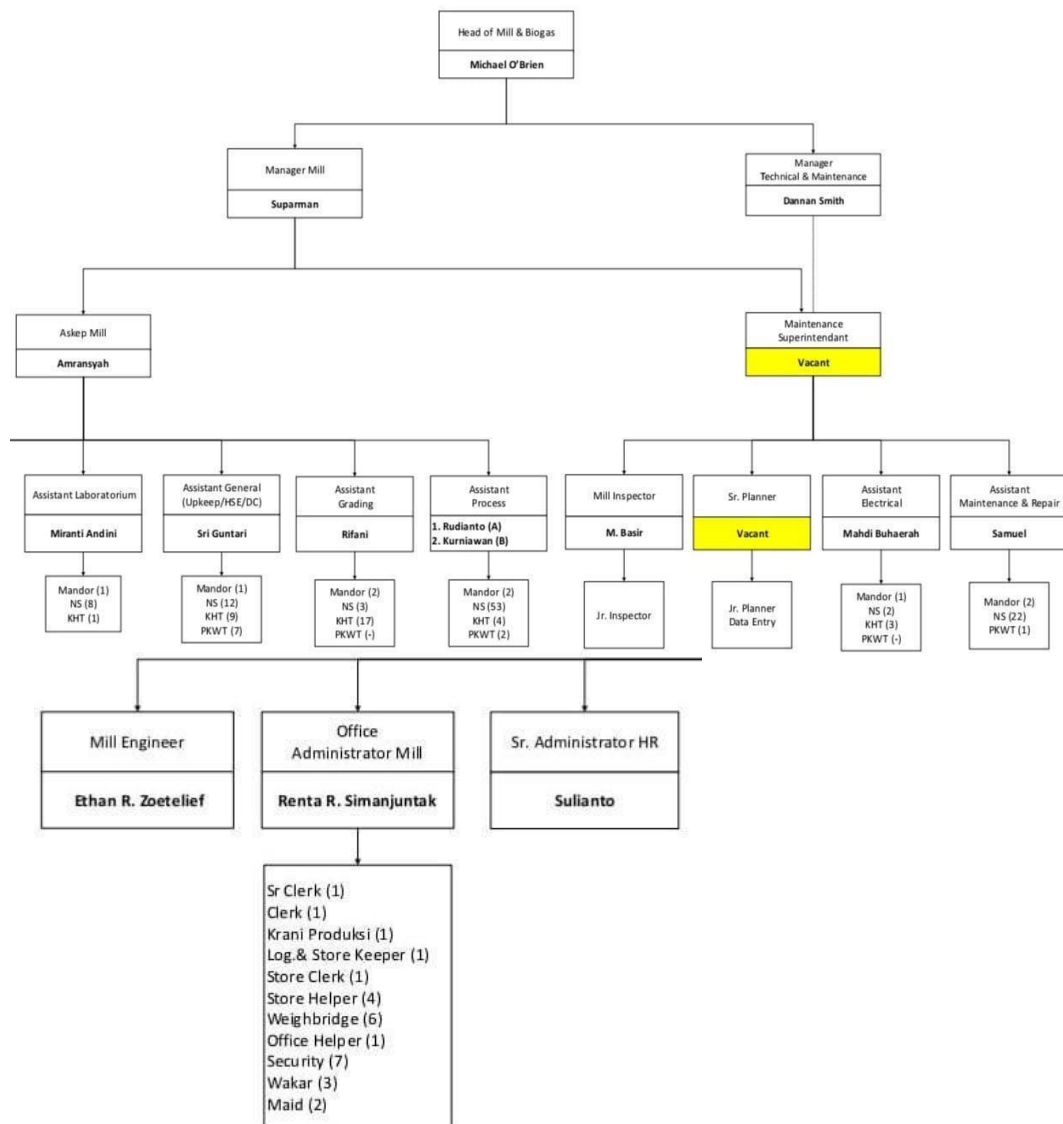 Head of Mill & Biogas
Michael O'Brien
Manager Mill
Suparman
Manager
Technical & Maintenance
Dannan Smith
Askep Mill
Amransyah
Maintenance
Superintendant
Vacant
Assistant Laboratorium
Miranti Andini
Mandor (1)
NS (8)
KHT (1)
Assistant General
(Upkeep/HSE/DC)
Sri Guntari
Mandor (1)
NS (12)
KHT (9)
PKWT (7)
Assistant
Grading
Rifani
Mandor (2)
NS (3)
KHT (17)
PKWT (-)
Assistant
Process
1. Rudianto (A)
2. Kurniawan (B)
Mandor (2)
NS (53)
KHT (4)
PKWT (2)
Mill Inspector
M. Basir
Jr. Inspector
Sr. Planner
Vacant
Jr. Planner
Data Entry
Assistant
Electrical
Mahdi Buhaerah
Mandor (1)
NS (2)
KHT (3)
PKWT (-)
Assistant
Maintenance & Repair
Samuel
Mandor (2)
NS (22)
PKWT (1)
Mill Engineer
Ethan R. Zoetelief
Office
Administrator Mill
Renta R. Simanjuntak
Sr. Administrator HR
Sulianto
Sr Clerk (1)
Clerk (1)
Krani Produksi (1)
Log.& Store Keeper (1)
Store Clerk (1)
Store Helper (4)
Weighbridge (6)
Office Helper (1)
Security (7)
Wakar (3)
Maid (2)